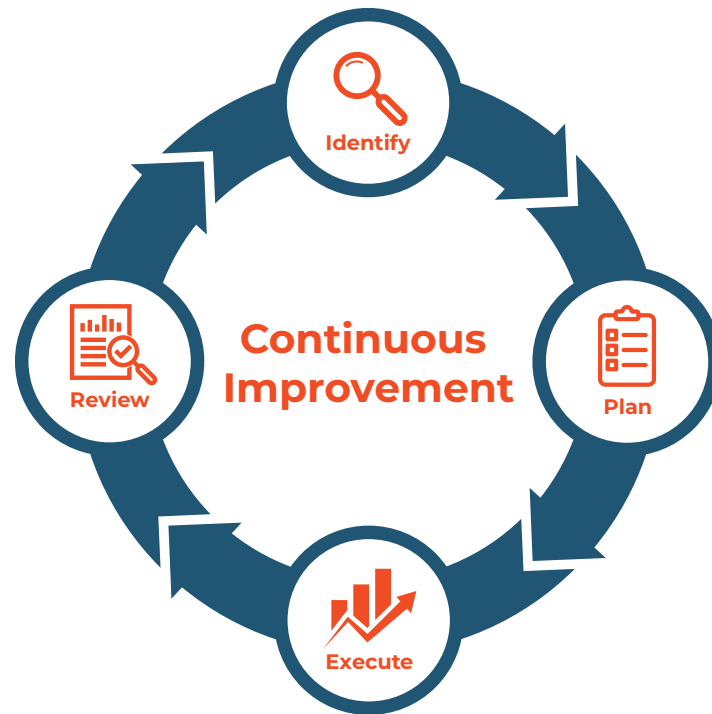 Identify
Continuous
Improvement
Review
Plan
Execute